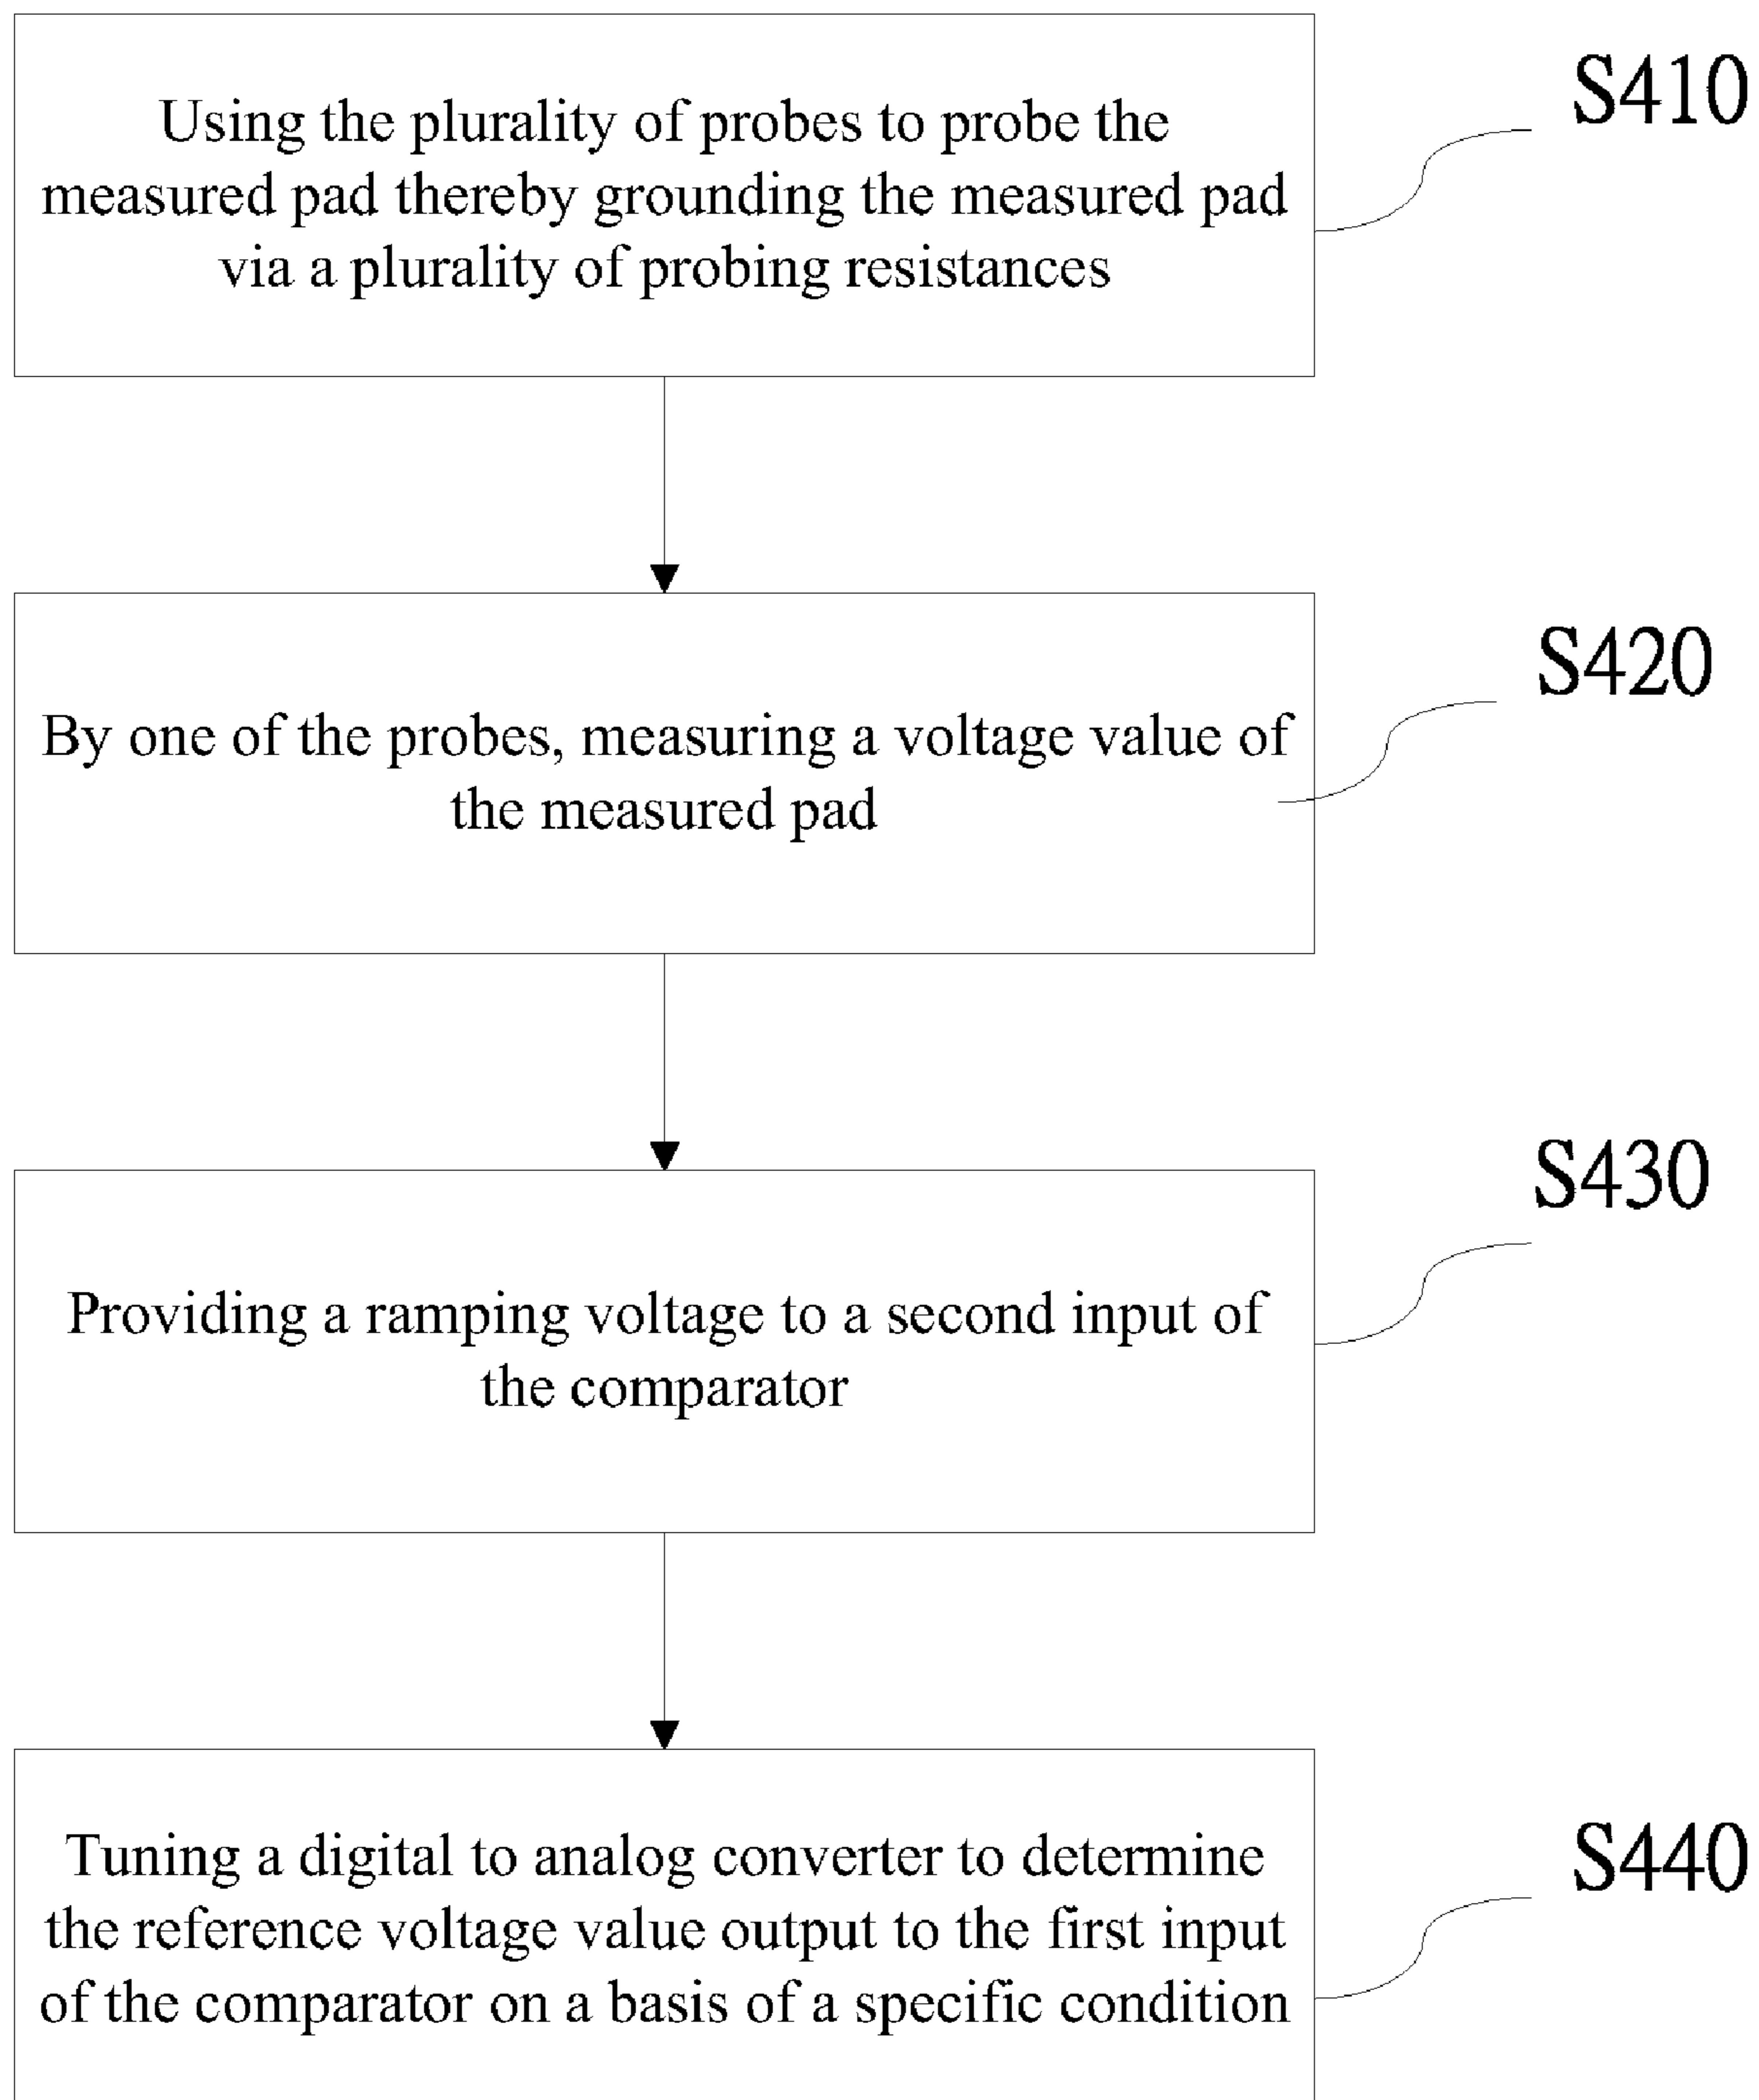 Using the plurality of probes to probe the
measured pad thereby grounding the measured pad
via a plurality of probing resistances
S410
By one of the probes, measuring a voltage value of
the measured pad
S420
Providing a ramping voltage to a second input of
the comparator
S430
Tuning a digital to analog converter to determine
the reference voltage value output to the first input
of the comparator on a basis of a specific condition
S440